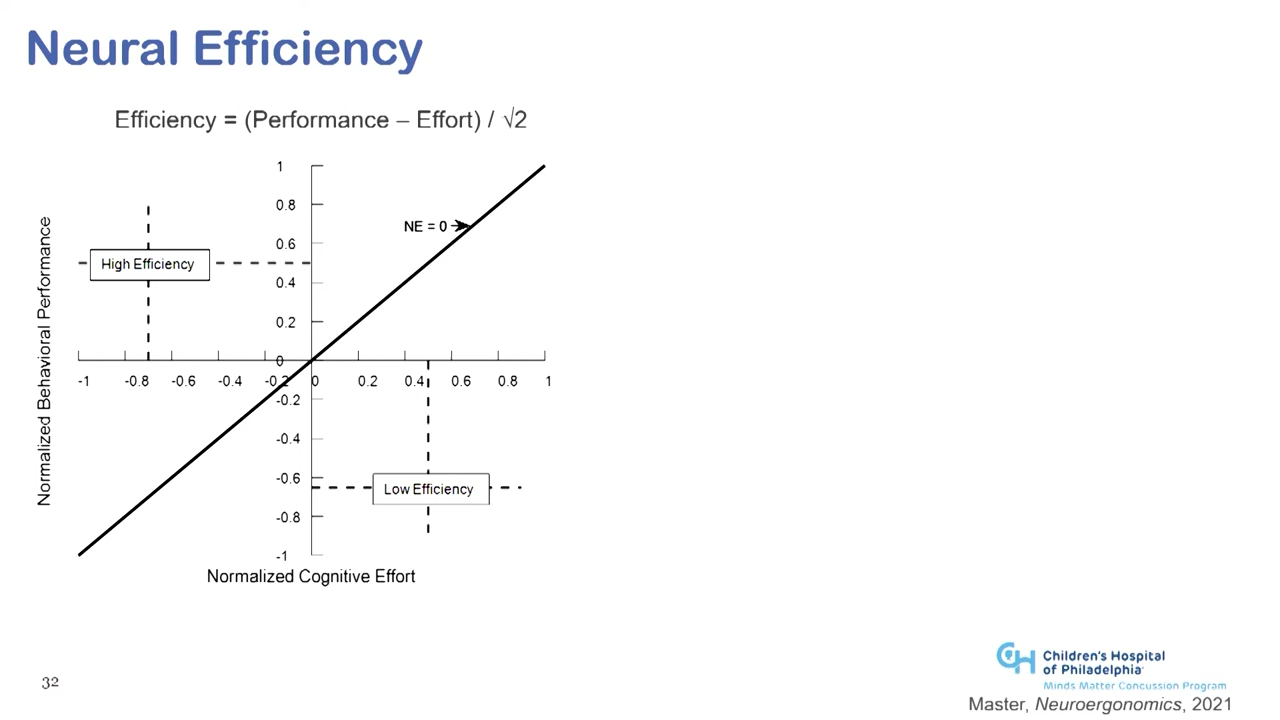 Neural Efficiency
Efficiency = (Performance – Effort) / √2
Normalized Behavioral Performance
1
0.8
0.6
0.4
0.2
0
-0.2
-0.4
-0.6
-0.8
-1
NE = 0
High Efficiency
-1 -0.8 -0.6 -0.4 -0.2 0 0.2 0.4 0.6 0.8 1
Low Efficiency
Normalized Cognitive Effort
32
CH
Children's Hospital
of Philadelphia
Minds Matter Concussion Program
Master, Neuroergonomics, 2021